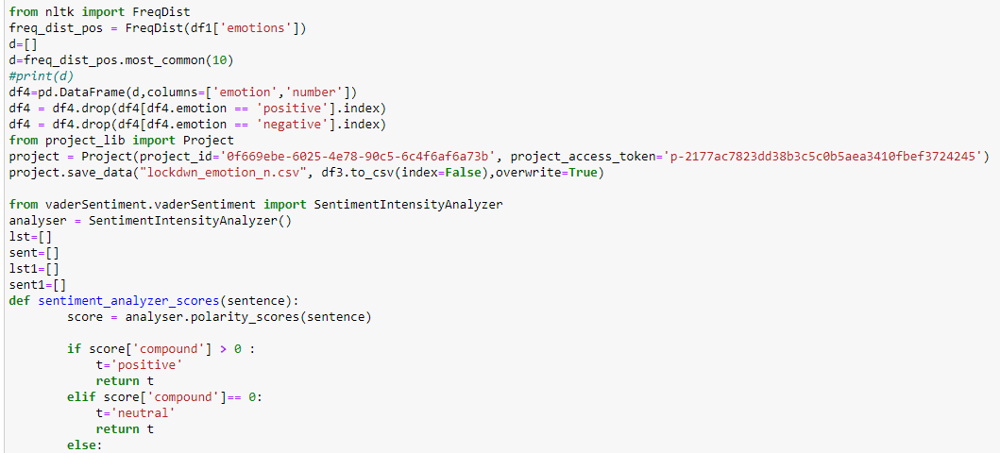 from nltk import FreqDist
freq_dist_pos = FreqDist(df1['emotions'])
d=[]
d=freq_dist_pos.most_common(10)
#print(d)
df4=pd.DataFrame(d,columns=['emotion','number'])
df4 = df4.drop(df4[df4.emotion == 'positive'].index)
df4 = df4.drop(df4[df4.emotion == 'negative'].index)
from project_lib import Project
project = Project(project_id='0f669ebe-6025-4e78-90c5-6c4f6af6a73b', project_access_token='p-2177ac7823dd38b3c5c0b5aea3410fbef3724245')
project.save_data("lockdwn_emotion_n.csv", df3.to_csv(index=False),overwrite=True)

from vaderSentiment.vaderSentiment import SentimentIntensityAnalyzer
analyser = SentimentIntensityAnalyzer()
lst=[]
sent=[]
lst1=[]
sent1=[]
def sentiment_analyzer_scores(sentence):
        score = analyser.polarity_scores(sentence)

        if score['compound'] > 0 :
            t='positive'
            return t
        elif score['compound']== 0:
            t='neutral'
            return t
        else: